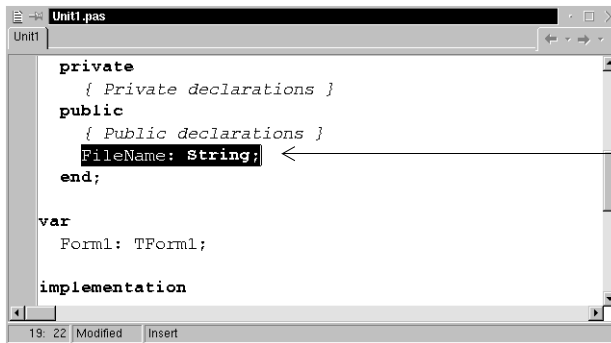 Unit1.pas
Unit1
private
{ Private declarations }
public
{ Public declarations }
FileName: String;
end;
var
Form1: TForm1;
implementation
19: 22 Modified Insert